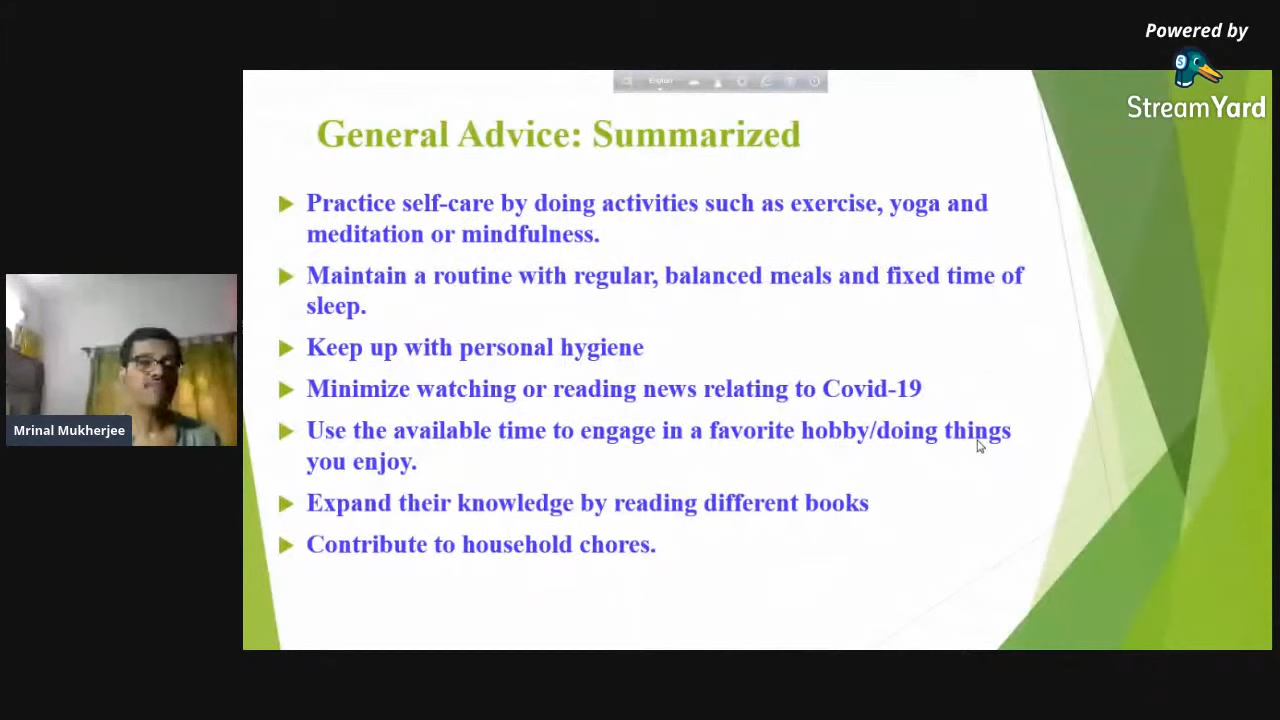 Powered by
StreamYard
English
General Advice: Summarized
Practice self-care by doing activities such as exercise, yoga and
meditation or mindfulness.
Maintain a routine with regular, balanced meals and fixed time of
sleep.
Keep up with personal hygiene
Minimize watching or reading news relating to Covid-19
Use the available time to engage in a favorite hobby/doing things
you enjoy.
Expand their knowledge by reading different books
Contribute to household chores.
Mrinal Mukherjee